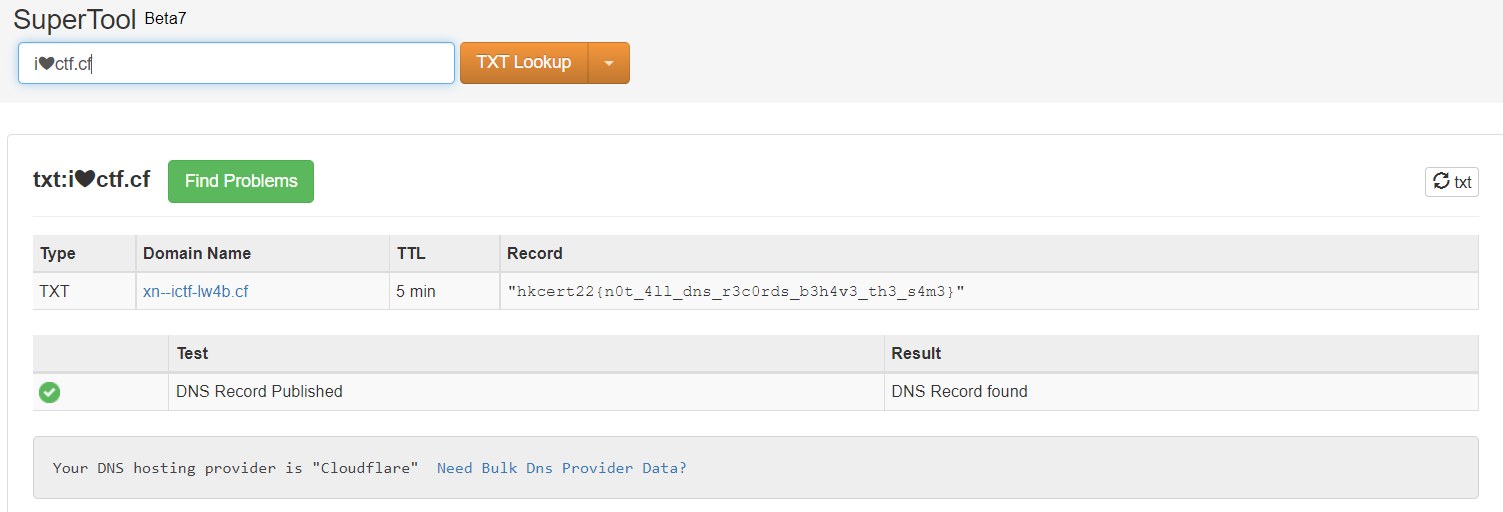 SuperTool Beta7
i❤ctf.cf TXT Lookup
txt:i❤ctf.cf Find Problems txt
Type Domain Name TTL Record
TXT xn--ictf-lw4b.cf 5 min "hkcert22{n0t_4ll_dns_r3c0rds_b3h4v3_th3_s4m3}"
Test Result
DNS Record Published DNS Record found
Your DNS hosting provider is "Cloudflare" Need Bulk Dns Provider Data?